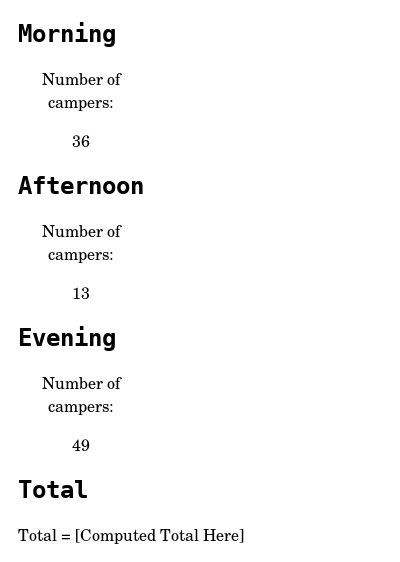 Morning
Number of
campers:
36
Afternoon
Number of
campers:
13
Evening
Number of
campers:
49
Total
Total = [Computed Total Here]